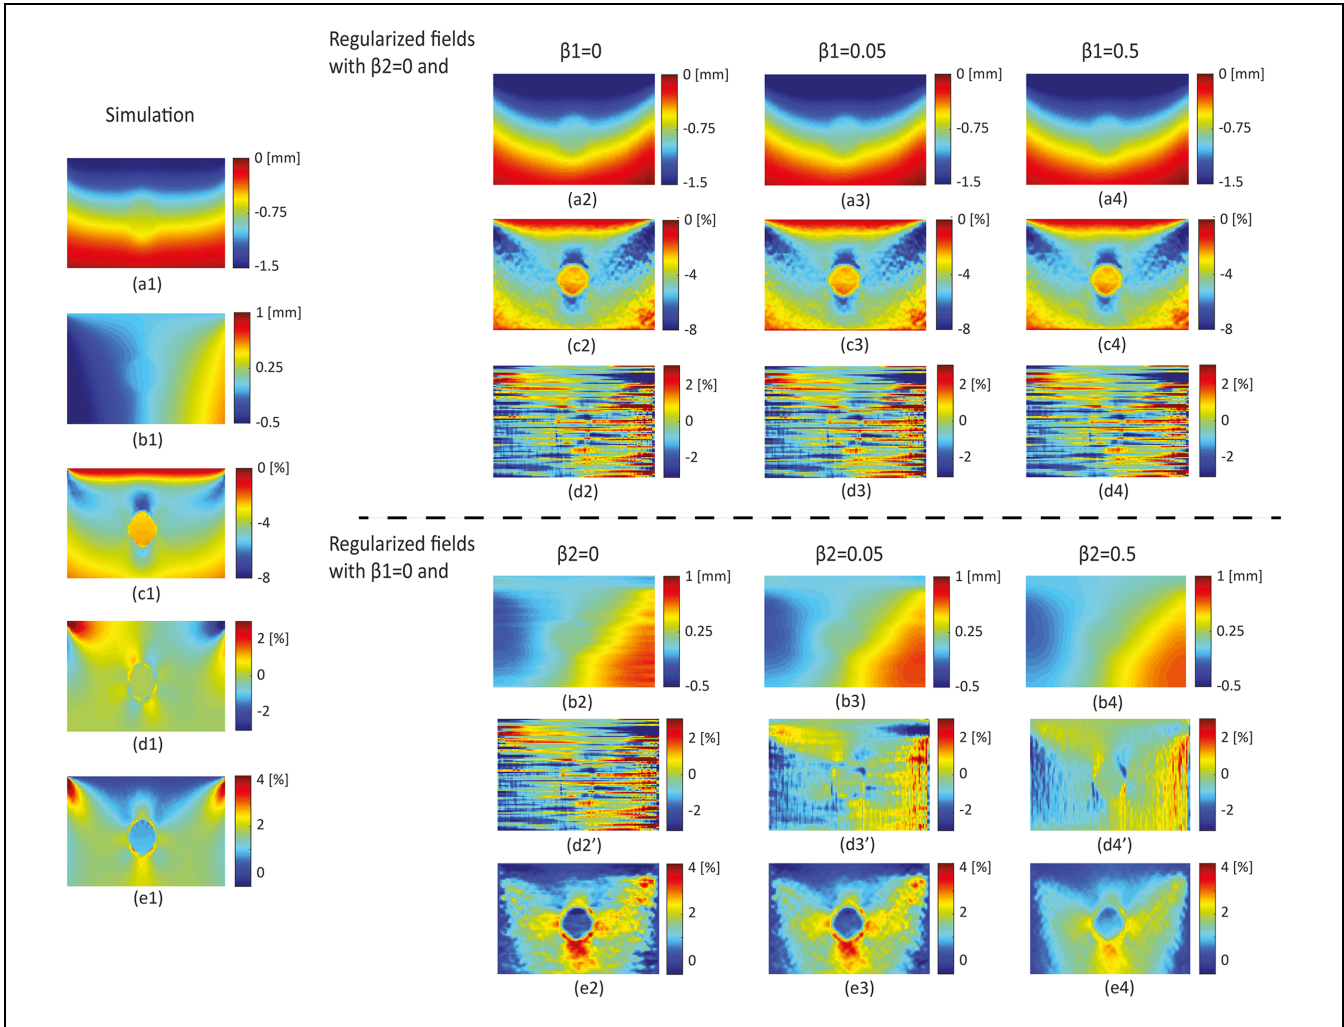 Simulation
0 [mm]
-0.75
-1.5
(a1)
1 [mm]
0.25
-0.5
(b1)
0 [%]
-4
-8
(c1)
2 [%]
0
-2
(d1)
4 [%]
2
0
(e1)
Regularized fields
with β2=0 and
β1=0
β1=0.05
β1=0.5
0 [mm]
-0.75
-1.5
(a2)
0 [mm]
-0.75
-1.5
(a3)
0 [mm]
-0.75
-1.5
(a4)
0 [%]
-4
-8
(c2)
0 [%]
-4
-8
(c3)
0 [%]
-4
-8
(c4)
2 [%]
0
-2
(d2)
2 [%]
0
-2
(d3)
2 [%]
0
-2
(d4)
Regularized fields
with β1=0 and
β2=0
β2=0.05
β2=0.5
1 [mm]
0.25
-0.5
(b2)
1 [mm]
0.25
-0.5
(b3)
1 [mm]
0.25
-0.5
(b4)
2 [%]
0
-2
(d2’)
2 [%]
0
-2
(d3’)
2 [%]
0
-2
(d4’)
4 [%]
2
0
(e2)
4 [%]
2
0
(e3)
4 [%]
2
0
(e4)